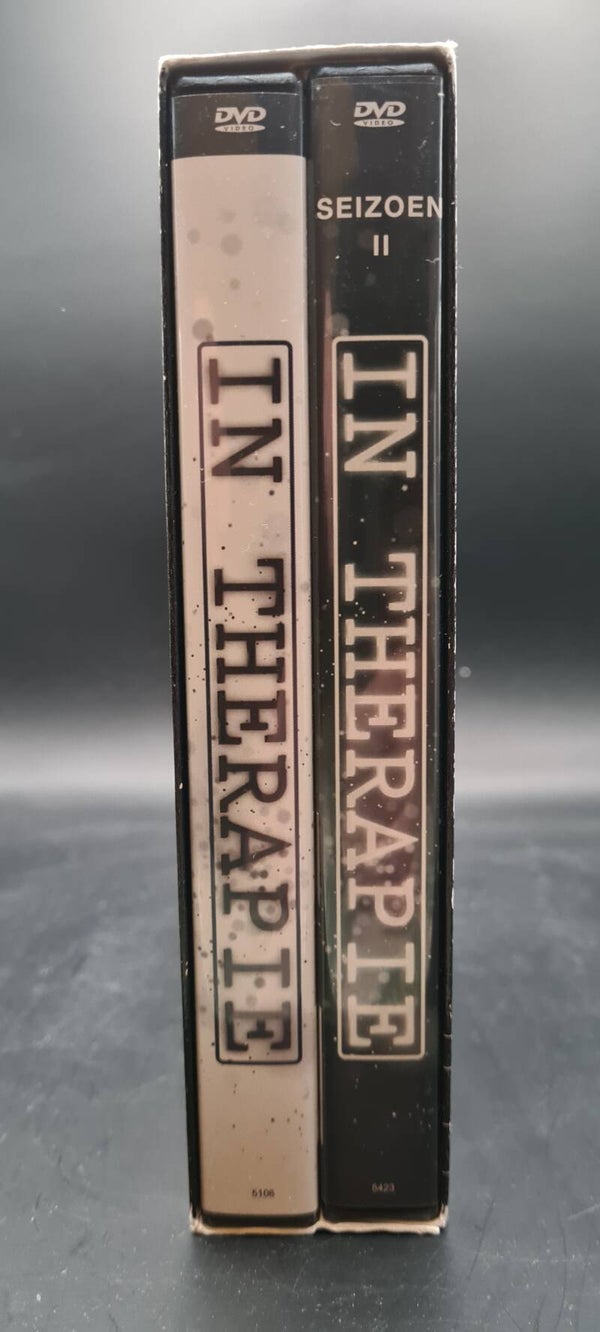 DVD
VIDEO
IN THERAPIE
5106
DVD
VIDEO
SEIZOEN
II
IN THERAPIE
5423